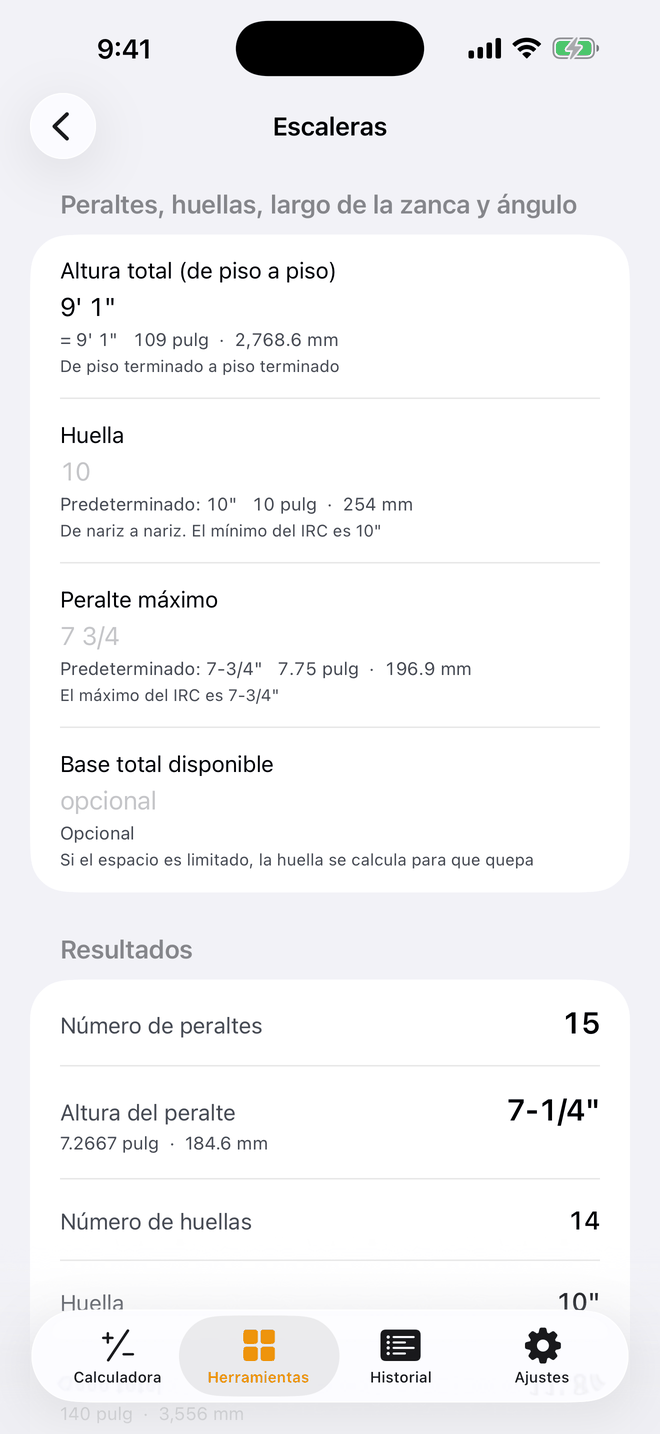 9:41
Escaleras
Peraltes, huellas, largo de la zanca y ángulo
Altura total (de piso a piso)
9' 1"
= 9' 1"   109 pulg  ·  2,768.6 mm
De piso terminado a piso terminado
Huella
10
Predeterminado: 10"   10 pulg  ·  254 mm
De nariz a nariz. El mínimo del IRC es 10"
Peralte máximo
7 3/4
Predeterminado: 7-3/4"   7.75 pulg  ·  196.9 mm
El máximo del IRC es 7-3/4"
Base total disponible
opcional
Opcional
Si el espacio es limitado, la huella se calcula para que quepa
Resultados
Número de peraltes 15
Altura del peralte 7-1/4"
7.2667 pulg  ·  184.6 mm
Número de huellas 14
Huella 10"
Calculadora Herramientas Historial Ajustes
140 pulg  ·  3,556 mm